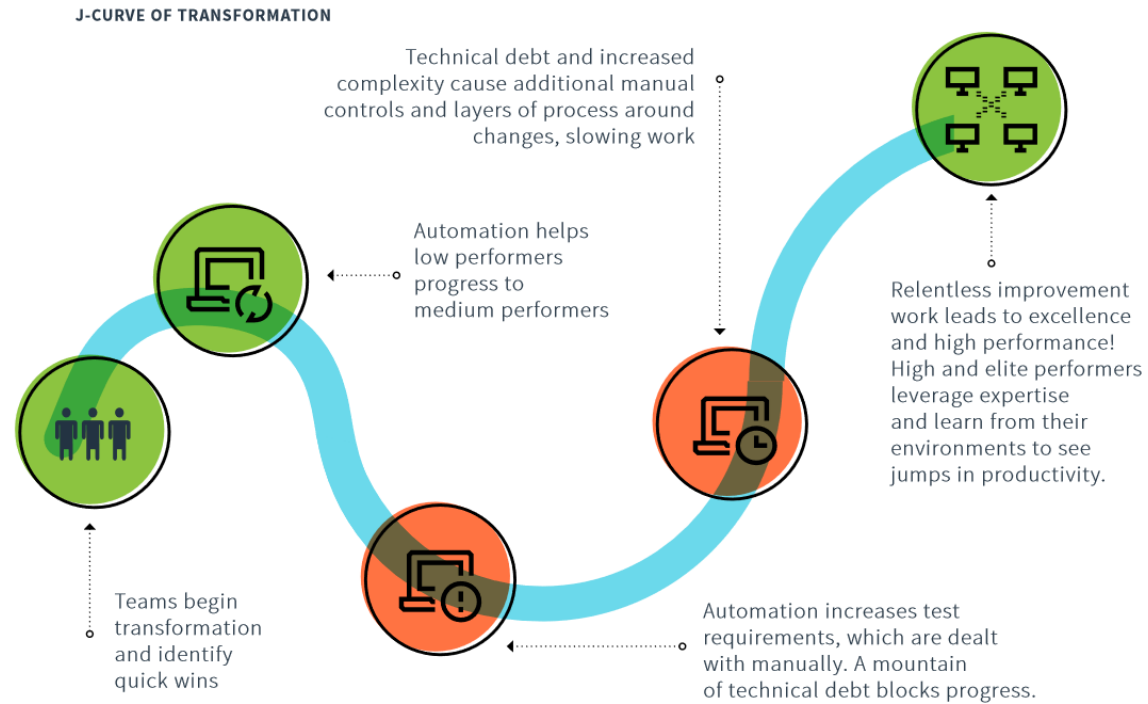 J-CURVE OF TRANSFORMATION
Technical debt and increased
complexity cause additional manual
controls and layers of process around
changes, slowing work
Automation helps
low performers
progress to
medium performers
Relentless improvement
work leads to excellence
and high performance!
High and elite performers
leverage expertise
and learn from their
environments to see
jumps in productivity.
Teams begin
transformation
and identify
quick wins
Automation increases test
requirements, which are dealt
with manually. A mountain
of technical debt blocks progress.